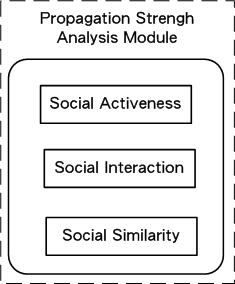 Propagation Strengh
Analysis Module
Social Activeness
Social Interaction
Social Similarity